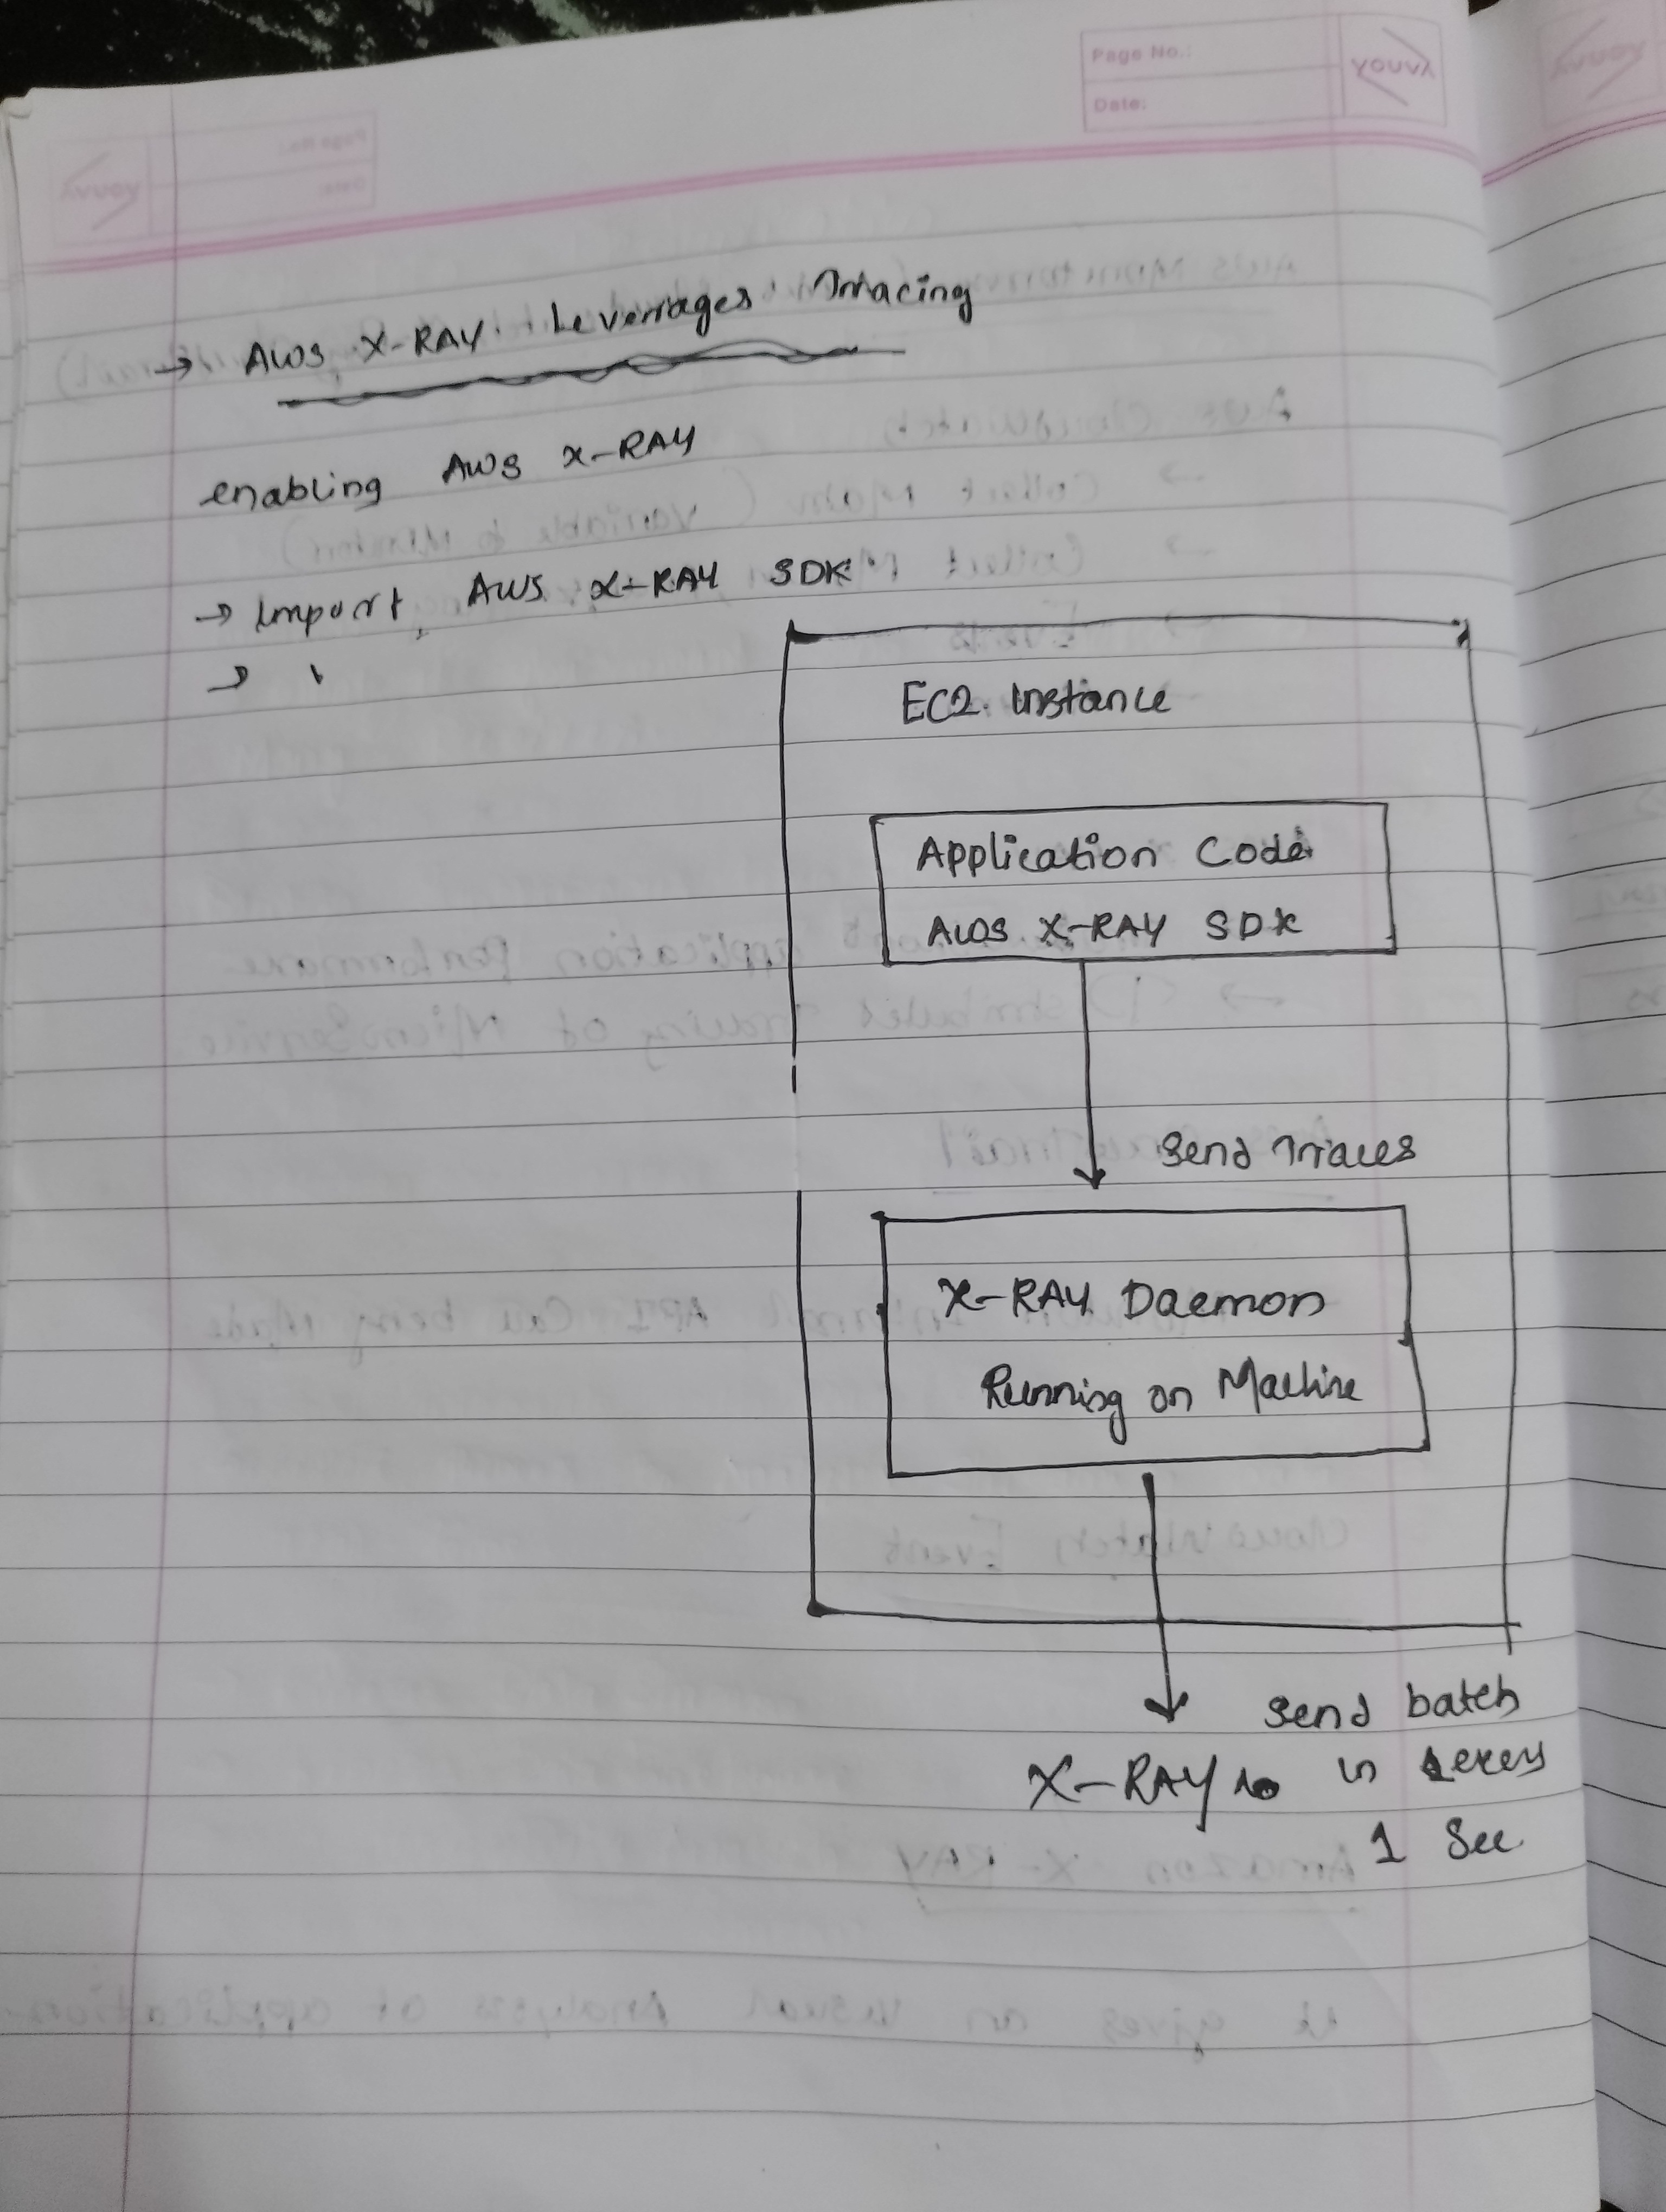 Page No.:
Date:
youva
→ AWS X-RAY Leverages Tracing
enabling AWS X-RAY
→ Import AWS X-RAY SDK
→
EC2 Instance
Application Code
AWS X-RAY SDK
Send Traces
X-RAY Daemon
Running on Machine
Send batch
X-RAY in every
1 Sec